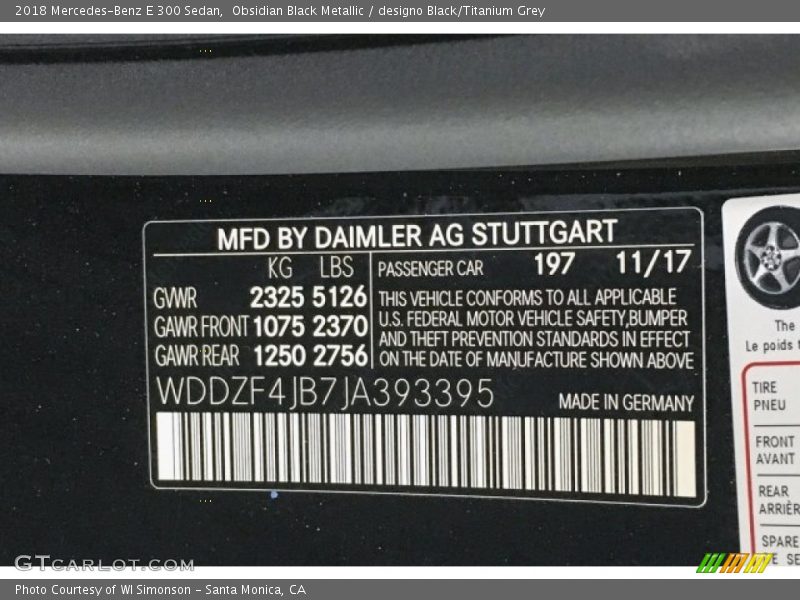 2018 Mercedes-Benz E 300 Sedan,  Obsidian Black Metallic / designo Black/Titanium Grey
MFD BY DAIMLER AG STUTTGART
KG LBS
GVWR 2325 5126
GAWR FRONT 1075 2370
GAWR REAR 1250 2756
PASSENGER CAR 197 11/17
THIS VEHICLE CONFORMS TO ALL APPLICABLE
U.S. FEDERAL MOTOR VEHICLE SAFETY,BUMPER
AND THEFT PREVENTION STANDARDS IN EFFECT
ON THE DATE OF MANUFACTURE SHOWN ABOVE
WDDZF4JB7JA393395
MADE IN GERMANY
The
Le poids
TIRE
PNEU
FRONT
AVANT
REAR
ARRIÈR
SPARE
GTcarlot.com
Photo Courtesy of WI Simonson - Santa Monica, CA